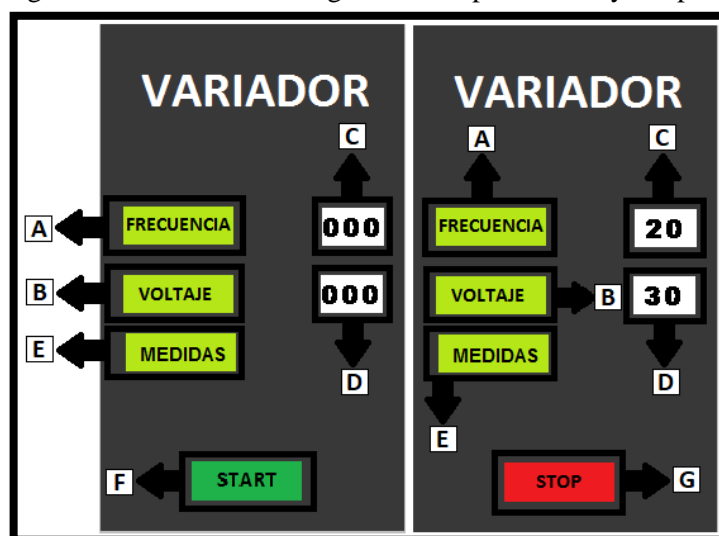 VARIADOR
C
A
FRECUENCIA
000
B
VOLTAJE
000
E
MEDIDAS
D
F
START
VARIADOR
A
C
FRECUENCIA
20
VOLTAJE
B
30
MEDIDAS
D
E
STOP
G